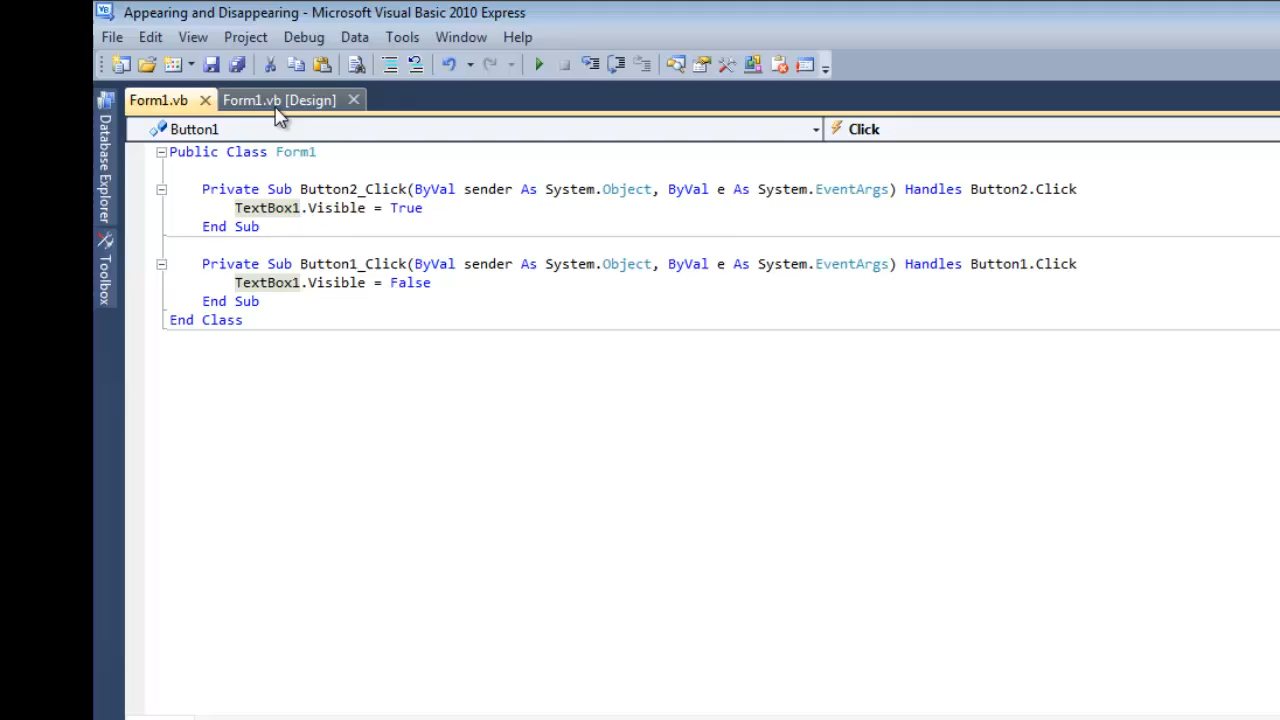 Appearing and Disappearing - Microsoft Visual Basic 2010 Express
File Edit View Project Debug Data Tools Window Help
Form1.vb Form1.vb [Design]
Button1 Click
Database Explorer
Toolbox
Public Class Form1
Private Sub Button2_Click(ByVal sender As System.Object, ByVal e As System.EventArgs) Handles Button2.Click
TextBox1.Visible = True
End Sub
Private Sub Button1_Click(ByVal sender As System.Object, ByVal e As System.EventArgs) Handles Button1.Click
TextBox1.Visible = False
End Sub
End Class